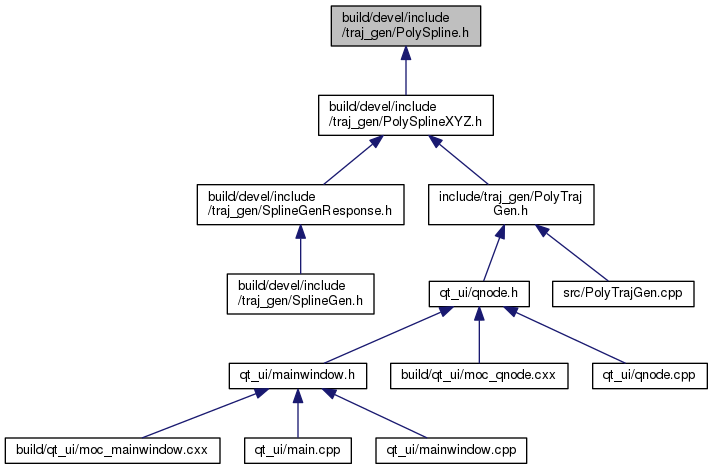 build/devel/include
/traj_gen/PolySpline.h
build/devel/include
/traj_gen/PolySplineXYZ.h
build/devel/include
/traj_gen/SplineGenResponse.h
include/traj_gen/PolyTraj
Gen.h
build/devel/include
/traj_gen/SplineGen.h
qt_ui/qnode.h
src/PolyTrajGen.cpp
qt_ui/mainwindow.h
build/qt_ui/moc_qnode.cxx
qt_ui/qnode.cpp
build/qt_ui/moc_mainwindow.cxx
qt_ui/main.cpp
qt_ui/mainwindow.cpp